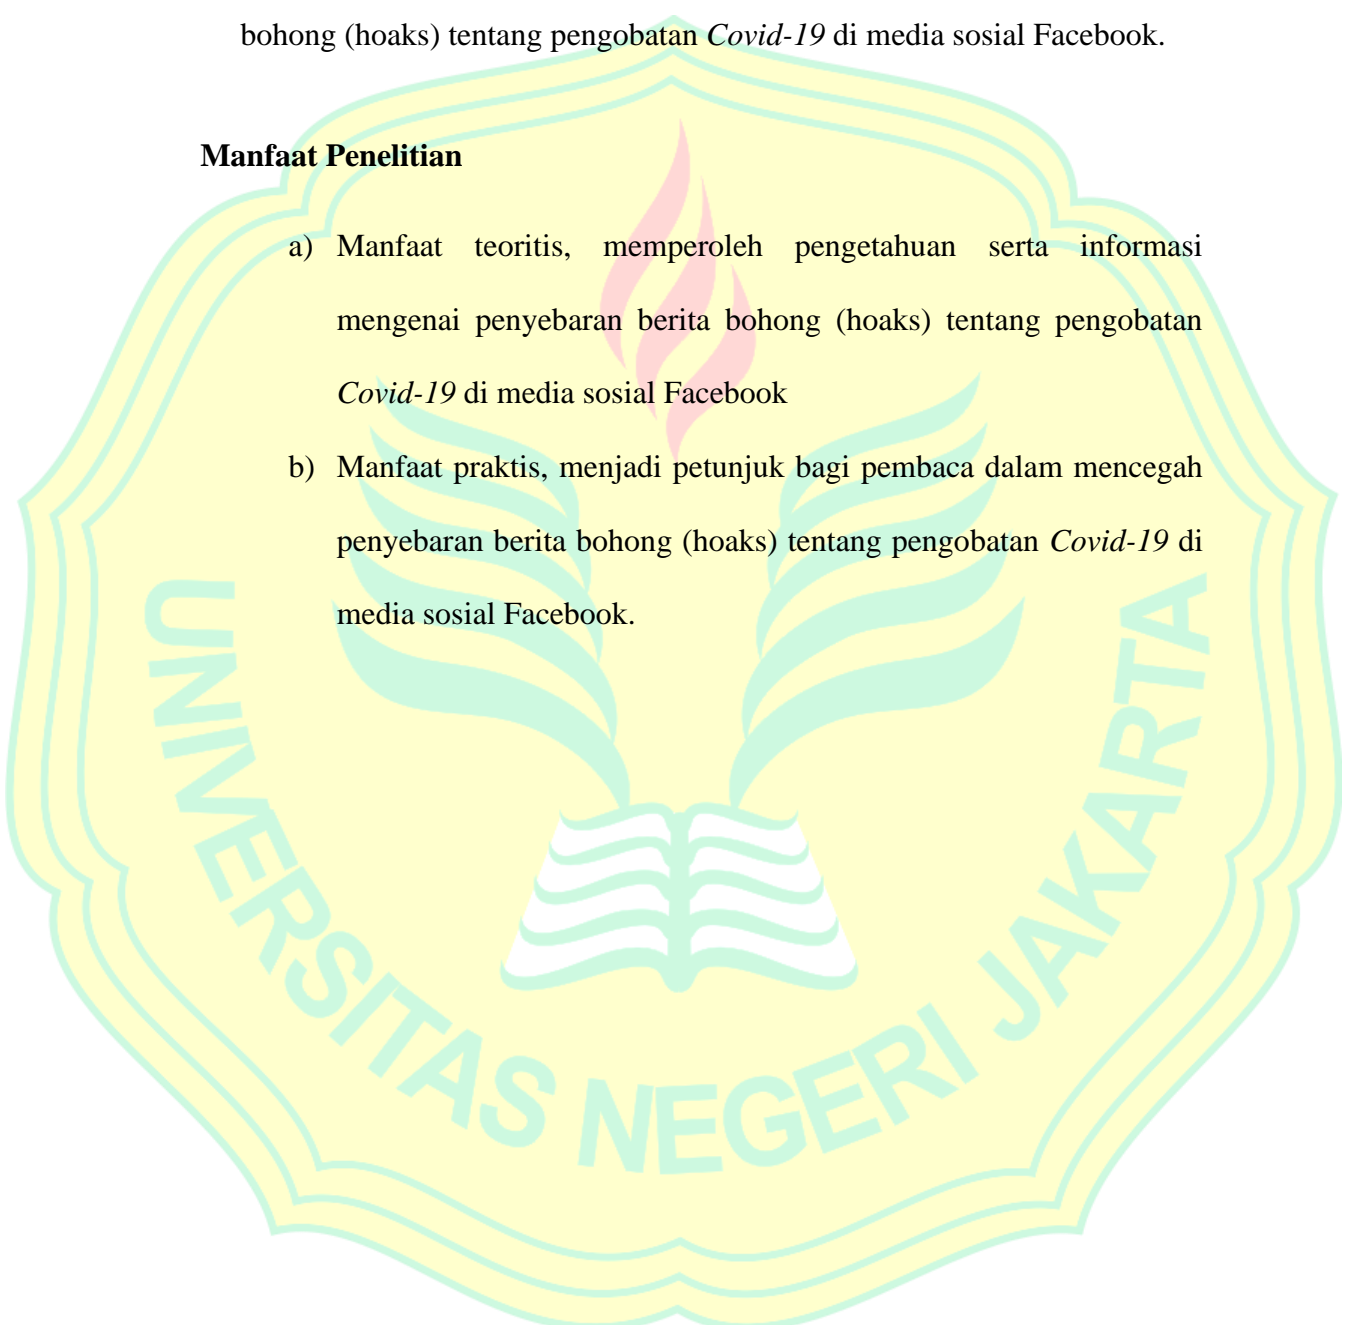 bohong (hoaks) tentang pengobatan Covid-19 di media sosial Facebook.
Manfaat Penelitian
a) Manfaat teoritis, memperoleh pengetahuan serta informasi
mengenai penyebaran berita bohong (hoaks) tentang pengobatan
Covid-19 di media sosial Facebook
b) Manfaat praktis, menjadi petunjuk bagi pembaca dalam mencegah
penyebaran berita bohong (hoaks) tentang pengobatan Covid-19 di
media sosial Facebook.
UNIVERSITAS NEGERI JAKARTA